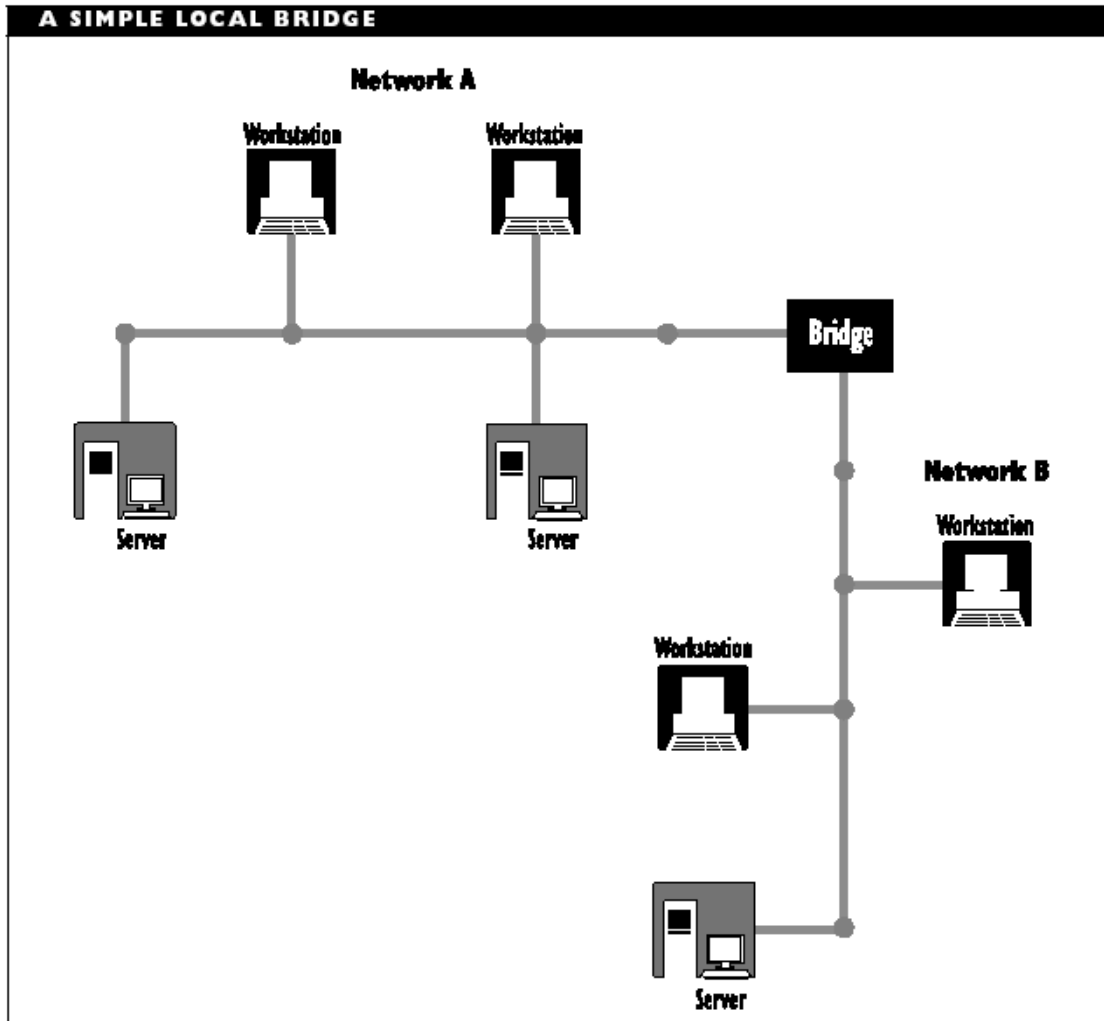 A SIMPLE LOCAL BRIDGE
Network A
Workstation
Workstation
Bridge
Server
Server
Network B
Workstation
Workstation
Server